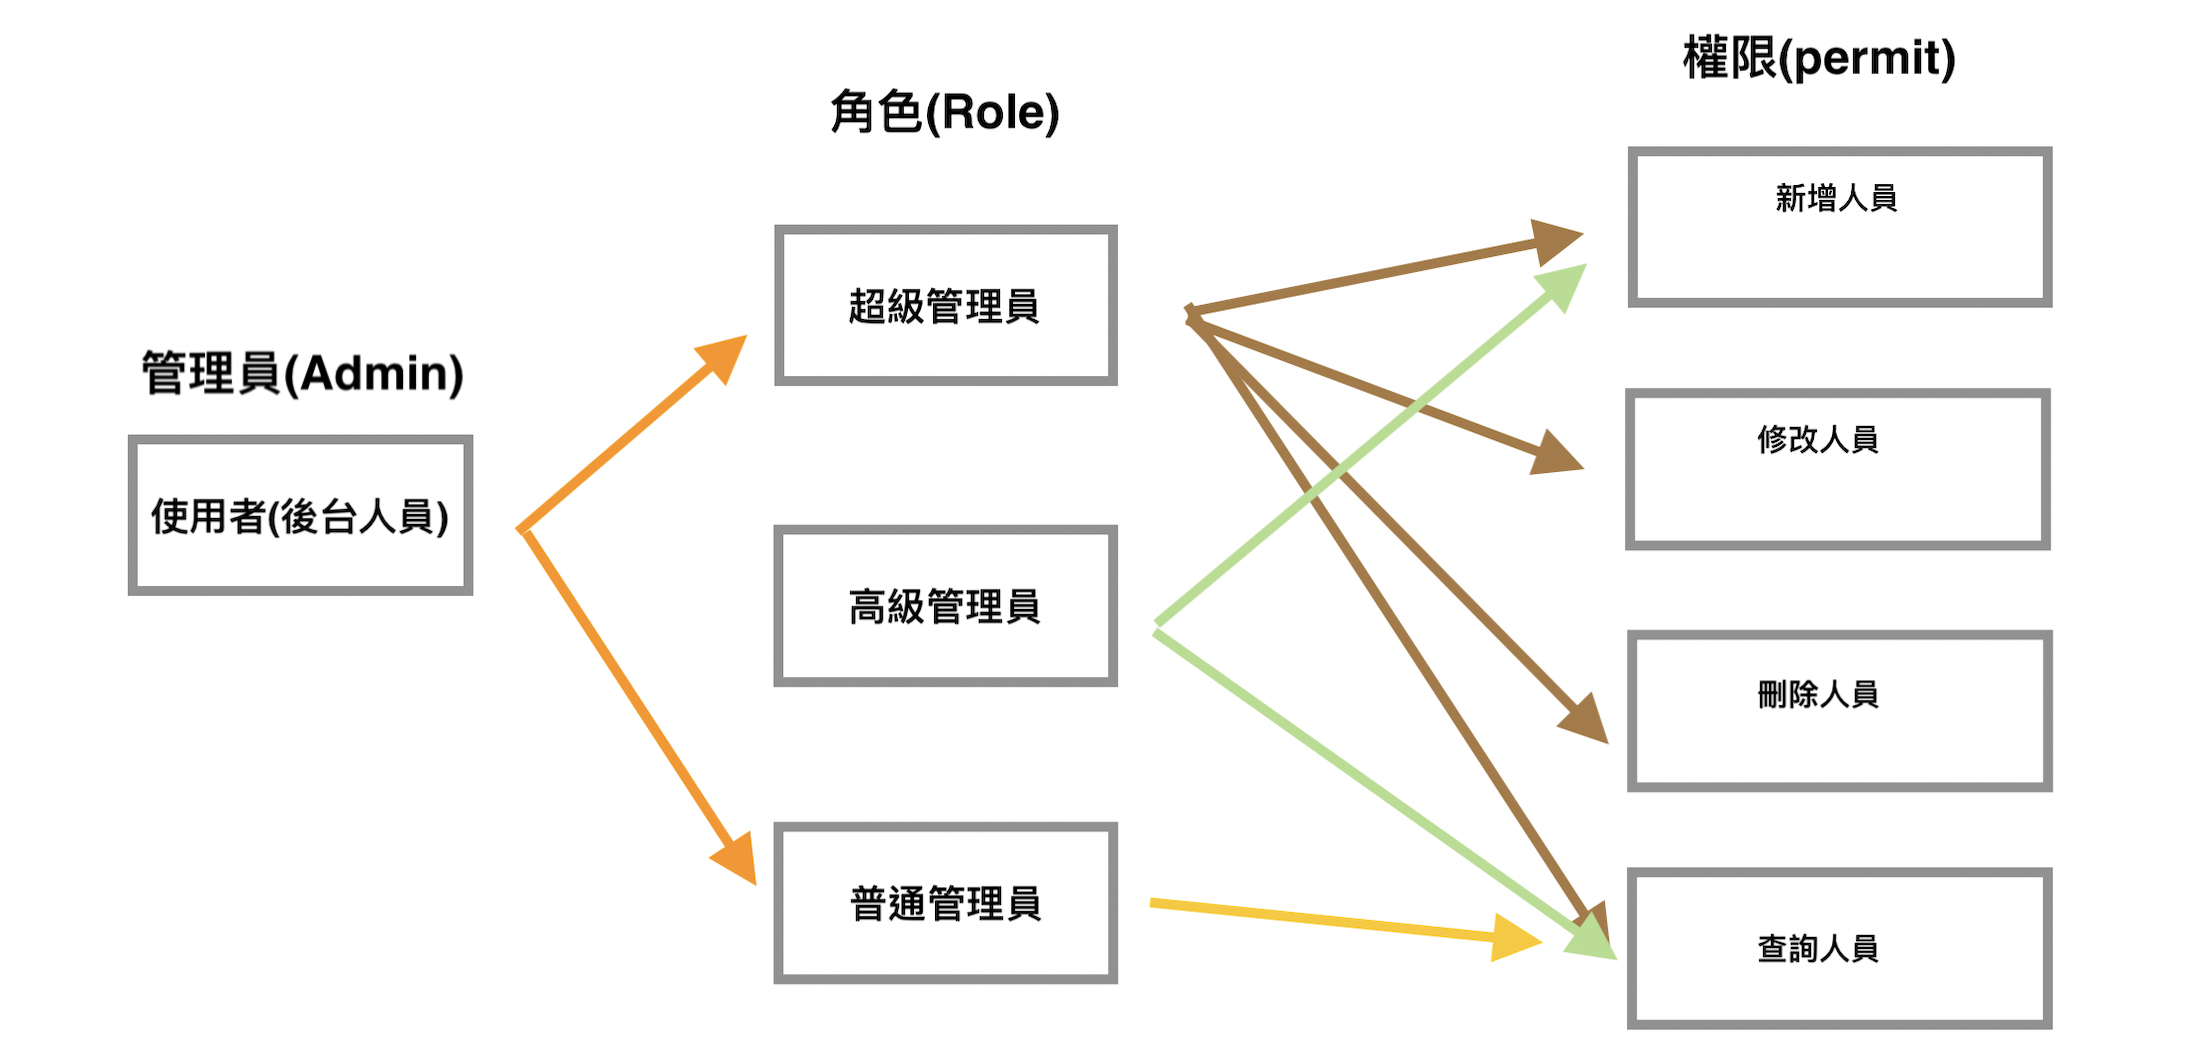 管理員(Admin)
使用者(後台人員)
角色(Role)
超級管理員
高級管理員
普通管理員
權限(permit)
新增人員
修改人員
刪除人員
查詢人員